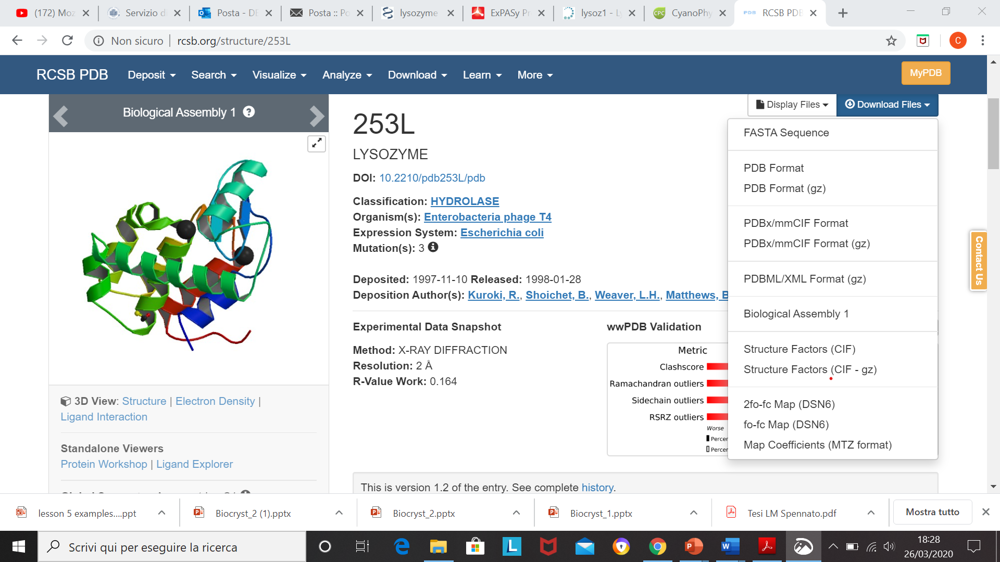 (172) Moz
Servizio di
Posta - DE
Posta :: Po
lysozyme
ExPASy Pr
lysoz1 - Ly
CyanoPhy
RCSB PDB
Non sicuro
rcsb.org/structure/253L
C
RCSB PDB
Deposit
Search
Visualize
Analyze
Download
Learn
More
MyPDB
Biological Assembly 1
3D View: Structure | Electron Density |
Ligand Interaction
Standalone Viewers
Protein Workshop | Ligand Explorer
253L
LYSOZYME
DOI: 10.2210/pdb253L/pdb
Classification: HYDROLASE
Organism(s): Enterobacteria phage T4
Expression System: Escherichia coli
Mutation(s): 3
Deposited: 1997-11-10 Released: 1998-01-28
Deposition Author(s): Kuroki, R., Shoichet, B., Weaver, L.H., Matthews, B
Experimental Data Snapshot
Method: X-RAY DIFFRACTION
Resolution: 2 Å
R-Value Work: 0.164
wwPDB Validation
Metric
Clashscore
Ramachandran outliers
Sidechain outliers
RSRZ outliers
Worse
Percen
Percen
Display Files
Download Files
FASTA Sequence
PDB Format
PDB Format (gz)
PDBx/mmCIF Format
PDBx/mmCIF Format (gz)
PDBML/XML Format (gz)
Biological Assembly 1
Structure Factors (CIF)
Structure Factors (CIF - gz)
2fo-fc Map (DSN6)
fo-fc Map (DSN6)
Map Coefficients (MTZ format)
Contact Us
This is version 1.2 of the entry. See complete history.
lesson 5 examples....ppt
Biocryst_2 (1).pptx
Biocryst_2.pptx
Biocryst_1.pptx
Tesi LM Spennato.pdf
Mostra tutto
Scrivi qui per eseguire la ricerca
18:28
26/03/2020